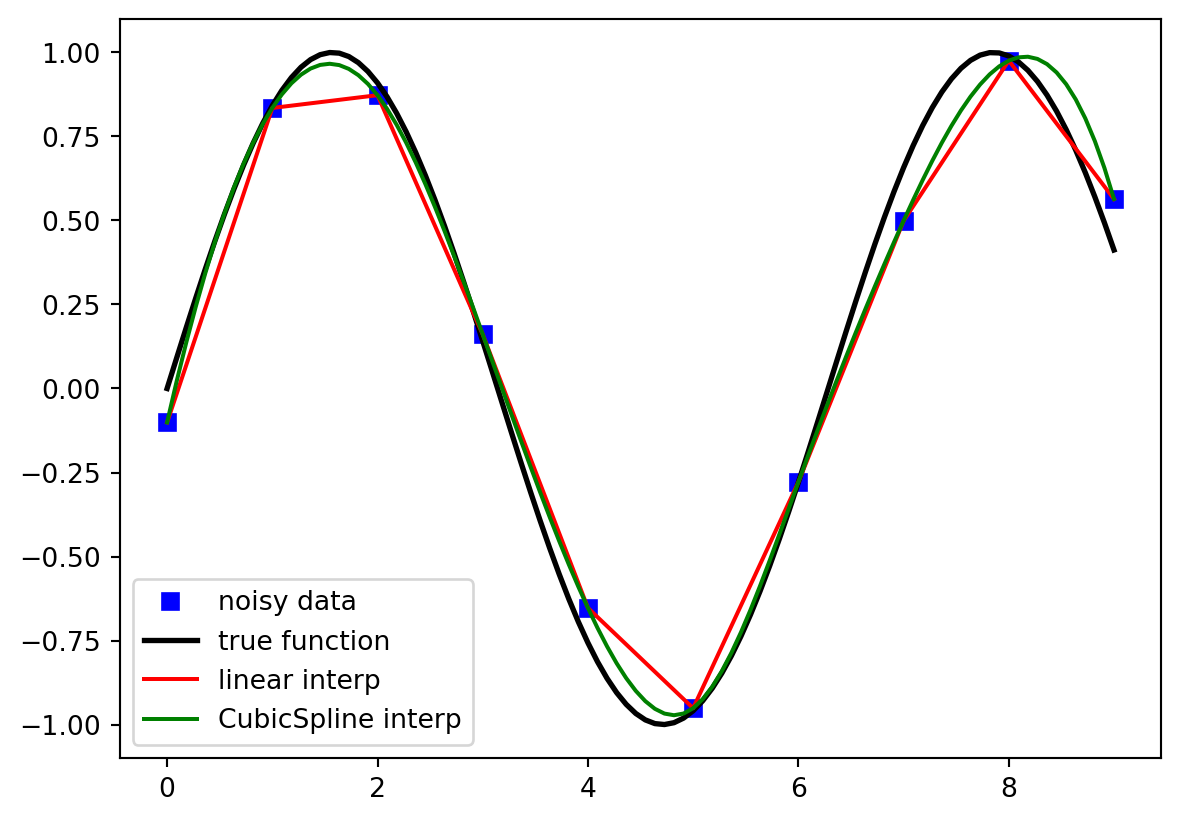 1.00
0.75
0.50
0.25
0.00
−0.25
−0.50
−0.75
−1.00
noisy data
true function
linear interp
CubicSpline interp
0 2 4 6 8